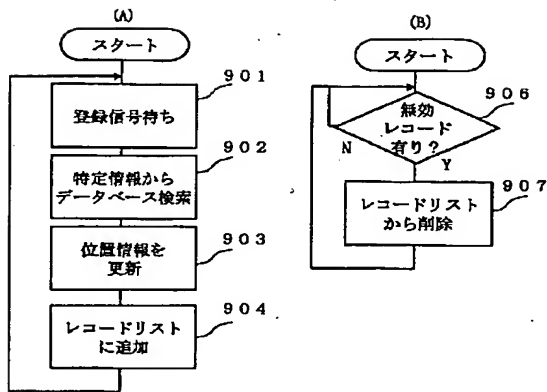 (A)
スタート
901
登録信号待ち
902
特定情報から
データベース検索
903
位置情報を
更新
904
レコードリスト
に追加
(B)
スタート
906
無効
レコード
有り?
N
Y
907
レコードリスト
から削除